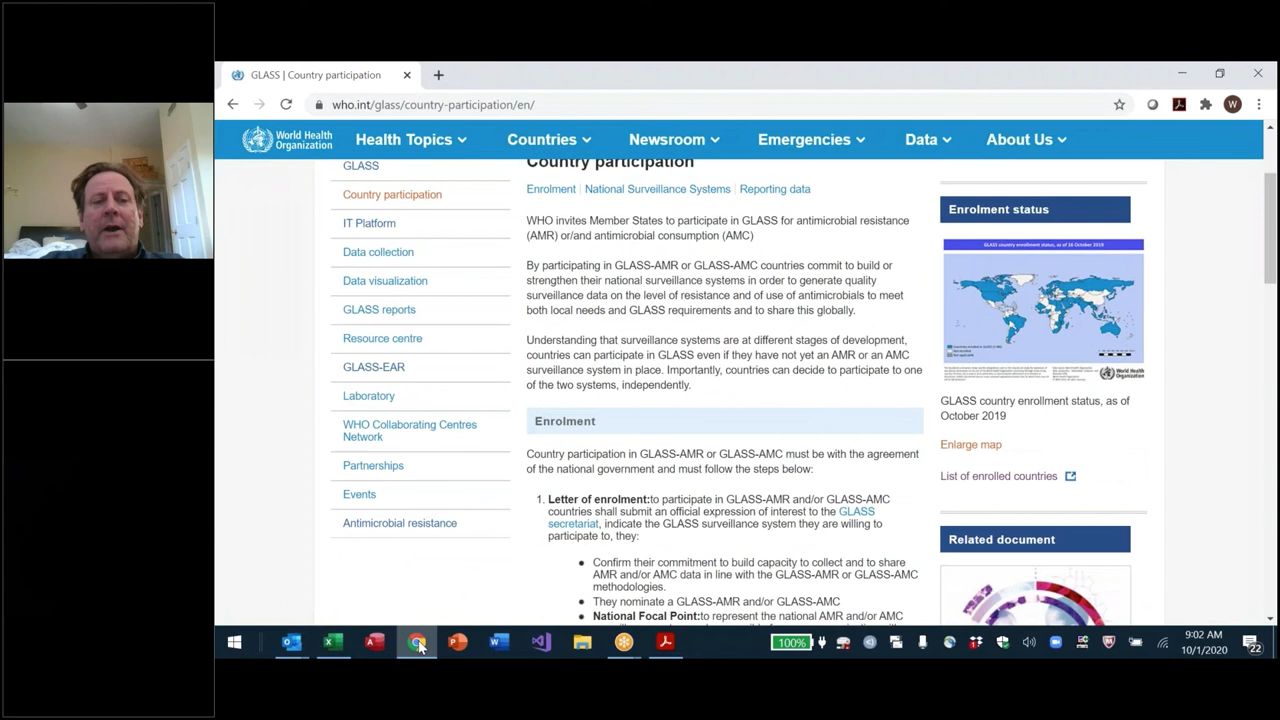 GLASS | Country participation
who.int/glass/country-participation/en/
W
World Health
Organization
Health Topics
Countries
Newsroom
Emergencies
Data
About Us
GLASS
Country participation
IT Platform
Data collection
Data visualization
GLASS reports
Resource centre
GLASS-EAR
Laboratory
WHO Collaborating Centres
Network
Partnerships
Events
Antimicrobial resistance
Country participation
Enrolment | National Surveillance Systems | Reporting data
WHO invites Member States to participate in GLASS for antimicrobial resistance
(AMR) or/and antimicrobial consumption (AMC)
By participating in GLASS-AMR or GLASS-AMC countries commit to build or
strengthen their national surveillance systems in order to generate quality
surveillance data on the level of resistance and of use of antimicrobials to meet
both local needs and GLASS requirements and to share this globally.
Understanding that surveillance systems are at different stages of development,
countries can participate in GLASS even if they have not yet an AMR or an AMC
surveillance system in place. Importantly, countries can decide to participate to one
of the two systems, independently.
Enrolment
Country participation in GLASS-AMR or GLASS-AMC must be with the agreement
of the national government and must follow the steps below:
1. Letter of enrolment:to participate in GLASS-AMR and/or GLASS-AMC
countries shall submit an official expression of interest to the GLASS
secretariat, indicate the GLASS surveillance system they are willing to
participate to, they:
Confirm their commitment to build capacity to collect and to share
AMR and/or AMC data in line with the GLASS-AMR or GLASS-AMC
methodologies.
They nominate a GLASS-AMR and/or GLASS-AMC
National Focal Point:to represent the national AMR and/or AMC
Enrolment status
GLASS country enrollment status, as of 16 October 2019
World Health
Organization
GLASS country enrollment status, as of
October 2019
Enlarge map
List of enrolled countries
Related document
100%
9:02 AM
10/1/2020
22